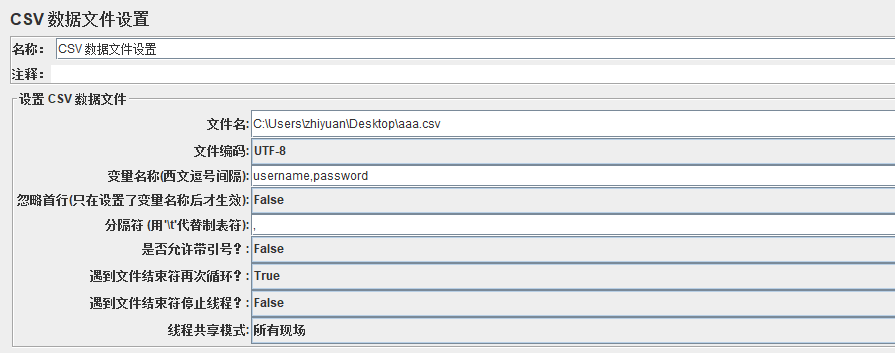 CSV 数据文件设置
名称： CSV 数据文件设置
注释：
设置 CSV 数据文件
文件名: C:\Users\zhiyuan\Desktop\aaa.csv
文件编码: UTF-8
变量名称(西文逗号间隔): username,password
忽略首行(只在设置了变量名称后才生效): False
分隔符 (用'\t'代替制表符): ,
是否允许带引号？: False
遇到文件结束符再次循环？: True
遇到文件结束符停止线程？: False
线程共享模式: 所有现场